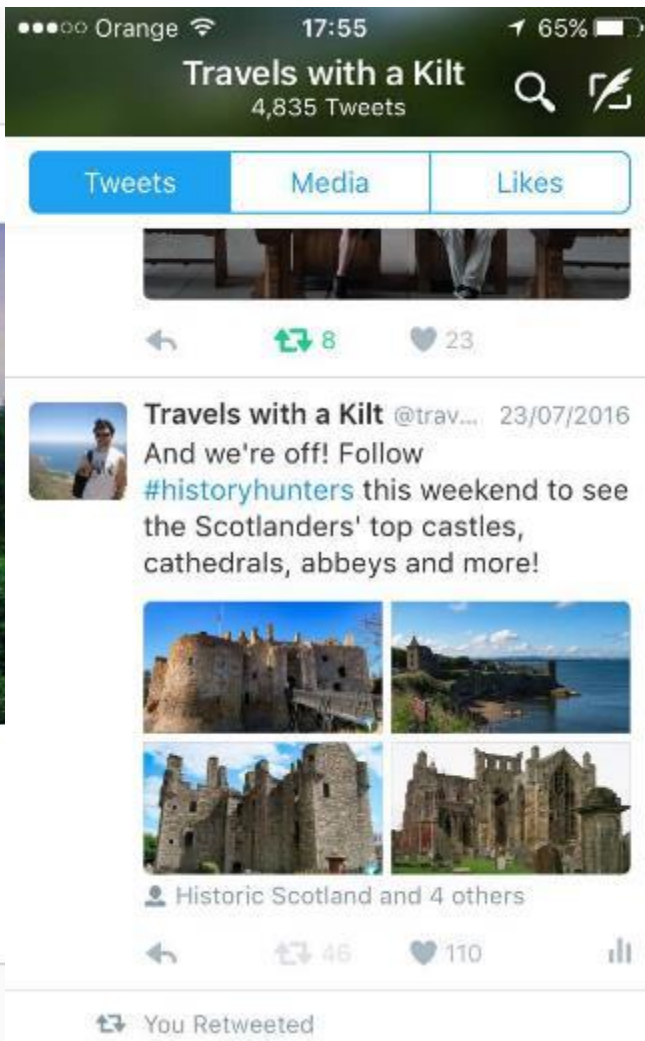 Orange 17:55 65%
Travels with a Kilt
4,835 Tweets
Tweets Media Likes
8 23
Travels with a Kilt @trav... 23/07/2016
And we're off! Follow
#historyhunters this weekend to see
the Scotlanders' top castles,
cathedrals, abbeys and more!
Historic Scotland and 4 others
46 110
You Retweeted